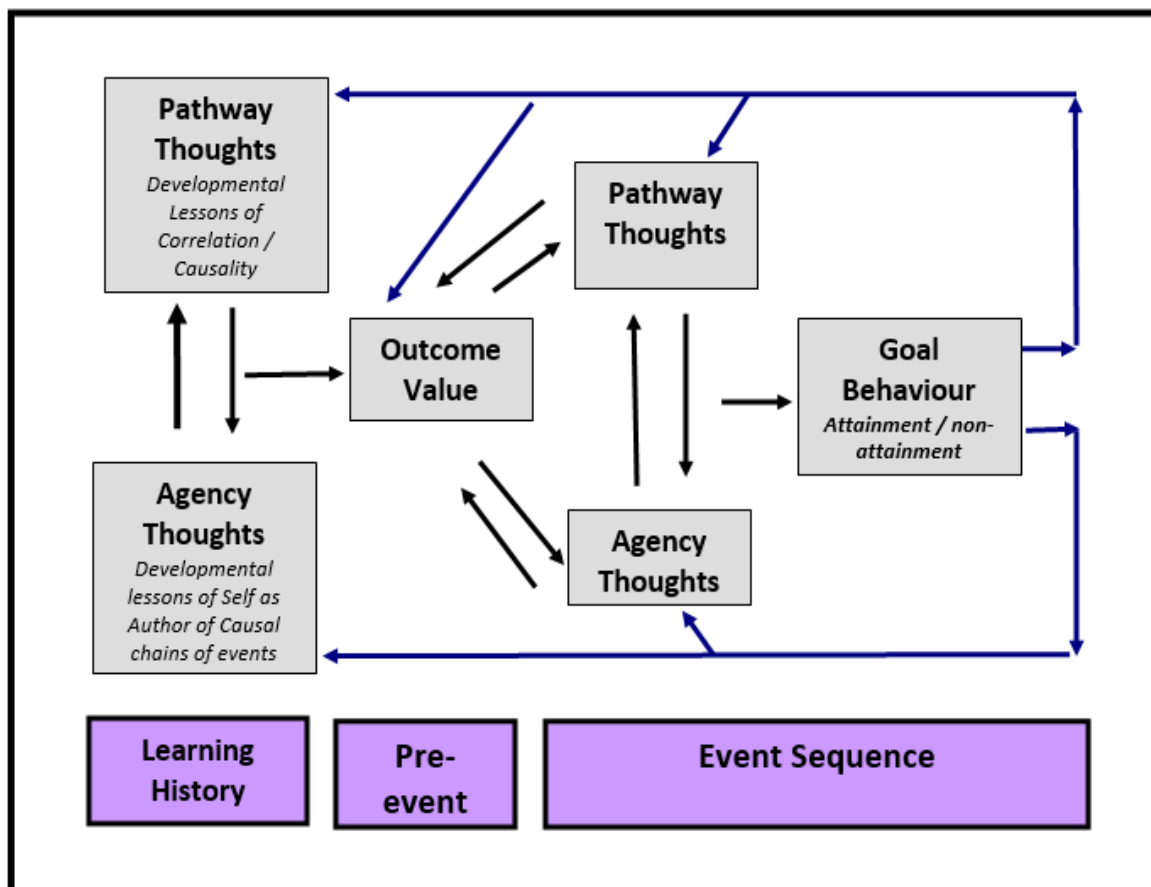 Pathway
Thoughts
Developmental
Lessons of
Correlation /
Causality
Agency
Thoughts
Developmental
lessons of Self as
Author of Causal
chains of events
Outcome
Value
Pathway
Thoughts
Agency
Thoughts
Goal
Behaviour
Attainment / non-
attainment
Learning
History
Pre-
event
Event Sequence